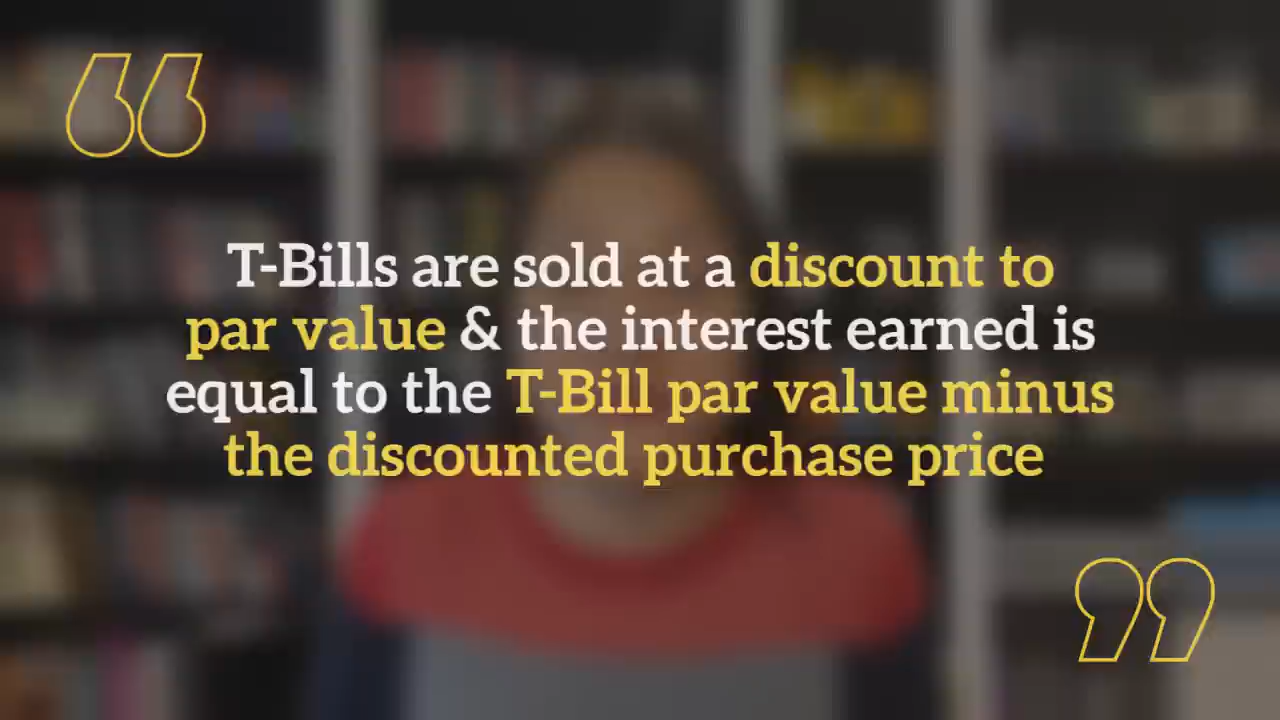 T-Bills are sold at a discount to
par value & the interest earned is
equal to the T-Bill par value minus
the discounted purchase price